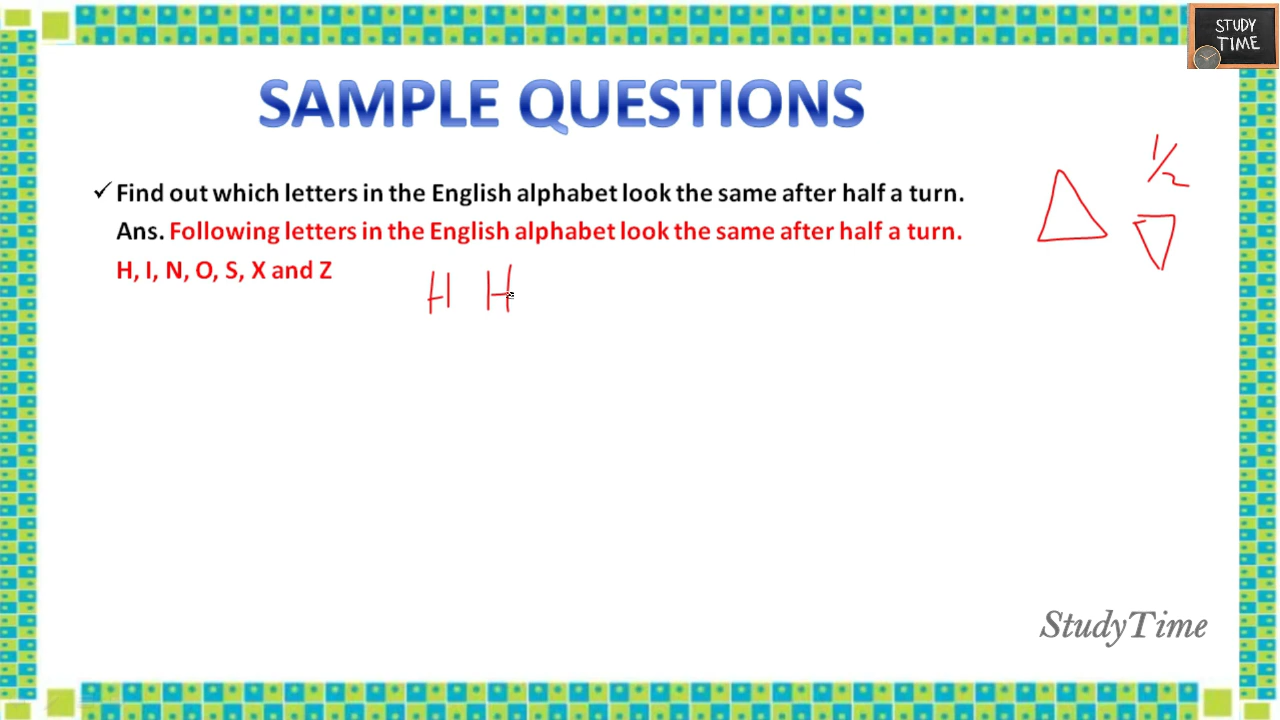 STUDY
TIME
SAMPLE QUESTIONS
1/2
✓ Find out which letters in the English alphabet look the same after half a turn.
Ans. Following letters in the English alphabet look the same after half a turn.
H, I, N, O, S, X and Z
H H
StudyTime